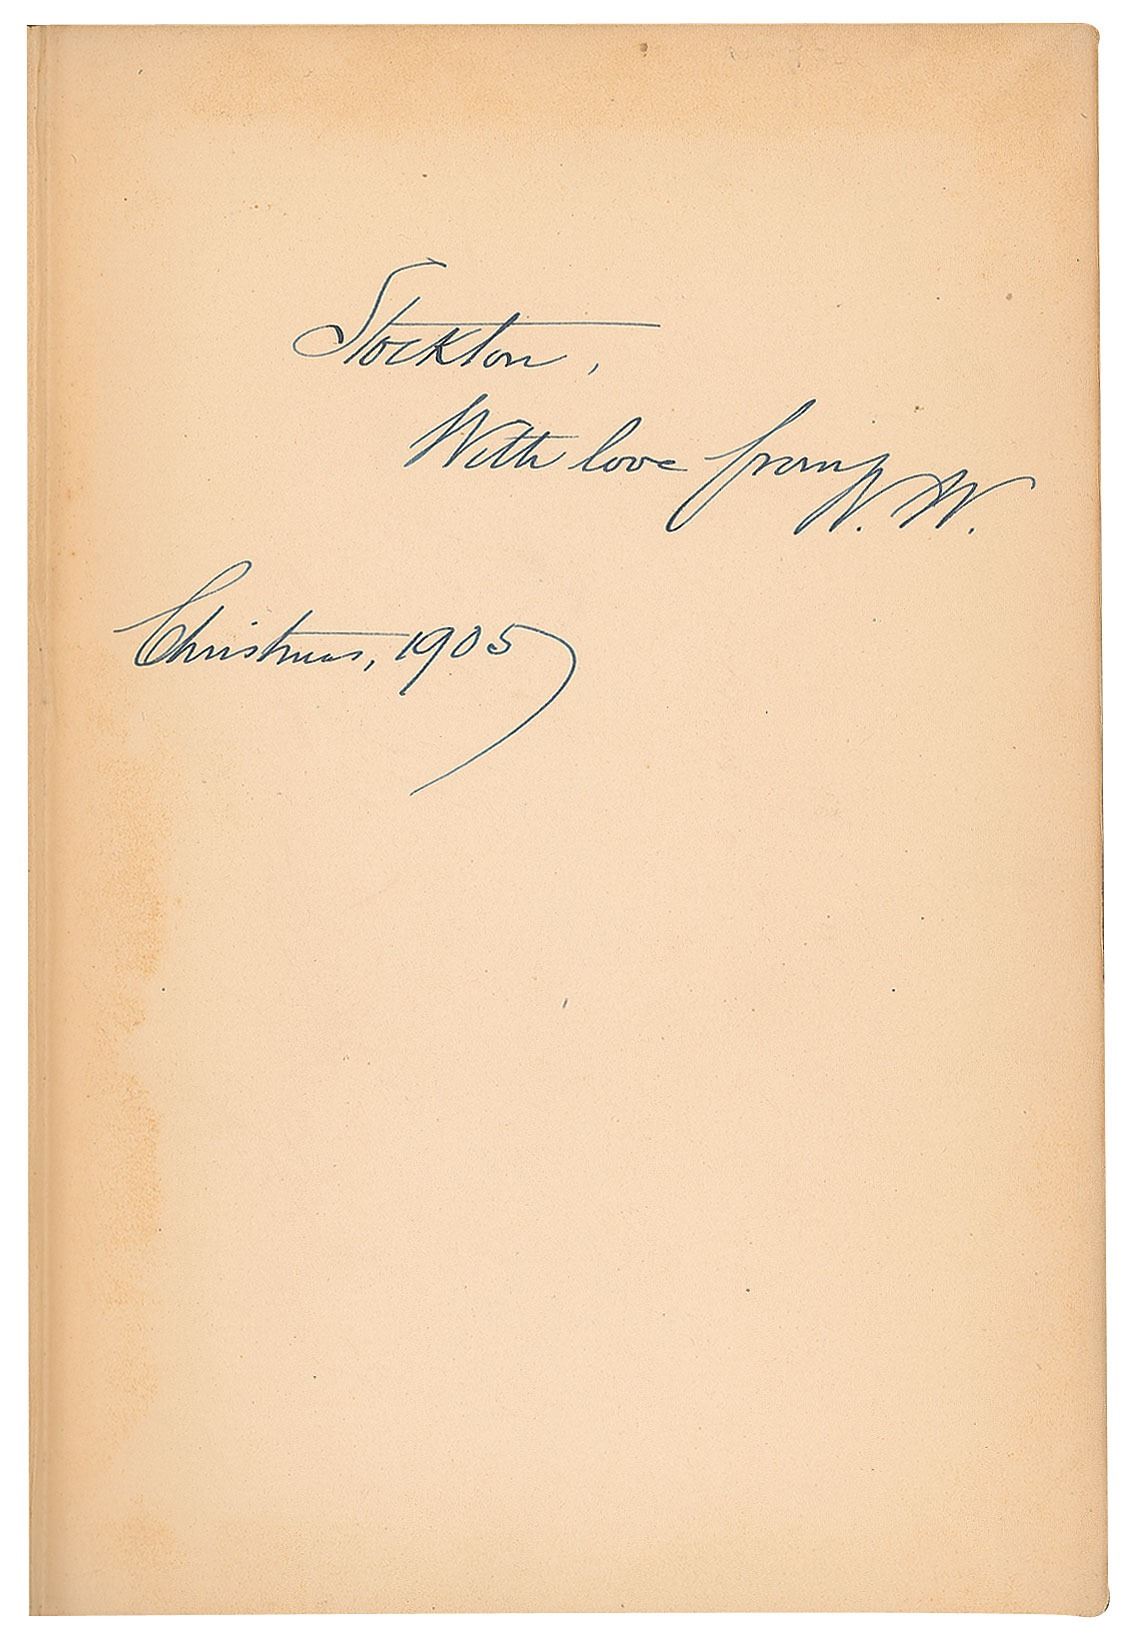 Stockton,
With love from
W. W.
Christmas, 1905